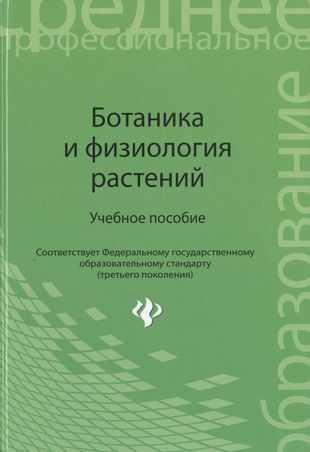 среднее
профессиональное
образование
Ботаника
и физиология
растений
Учебное пособие
Соответствует Федеральному государственному
образовательному стандарту
(третьего поколения)